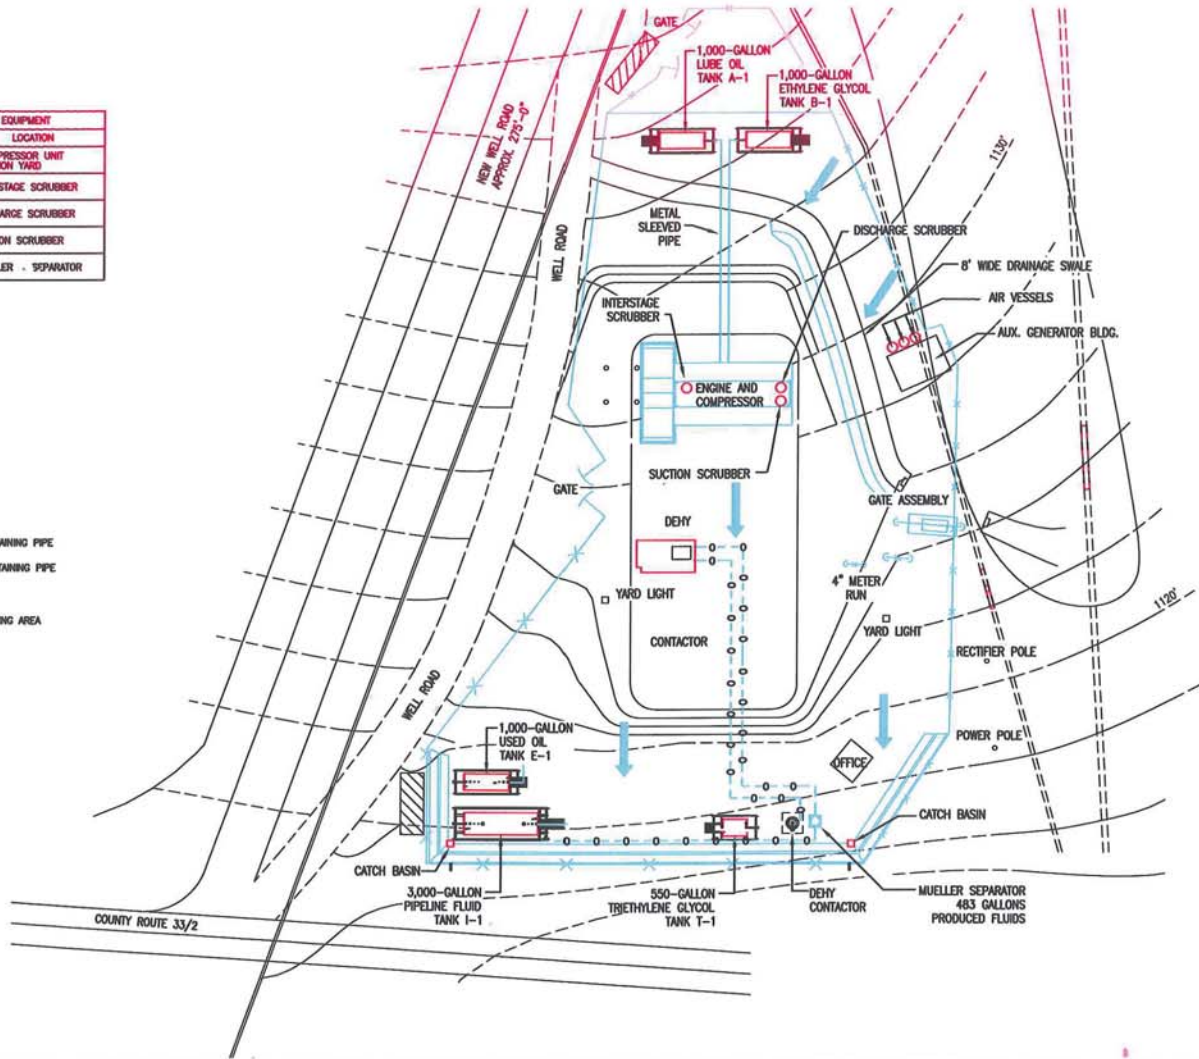 EQUIPMENT
LOCATION
PRESSOR UNIT
ON YARD
STAGE SCRUBBER
ARGE SCRUBBER
ON SCRUBBER
LER - SEPARATOR
AINING PIPE
TAINING PIPE
NG AREA
GATE
1,000-GALLON
LUBE OIL
TANK A-1
1,000-GALLON
ETHYLENE GLYCOL
TANK B-1
NEW WELL ROAD
APPROX. 275'-0"
1130'
WELL ROAD
METAL
SLEEVED
PIPE
DISCHARGE SCRUBBER
8' WIDE DRAINAGE SWALE
AIR VESSELS
AUX. GENERATOR BLDG.
INTERSTAGE
SCRUBBER
ENGINE AND
COMPRESSOR
SUCTION SCRUBBER
GATE
GATE ASSEMBLY
DEHY
4" METER
RUN
YARD LIGHT
YARD LIGHT
1120'
CONTACTOR
RECTIFIER POLE
WELL ROAD
POWER POLE
1,000-GALLON
USED OIL
TANK E-1
OFFICE
CATCH BASIN
CATCH BASIN
3,000-GALLON
PIPELINE FLUID
TANK I-1
550-GALLON
TRIETHYLENE GLYCOL
TANK T-1
DEHY
CONTACTOR
MUELLER SEPARATOR
483 GALLONS
PRODUCED FLUIDS
COUNTY ROUTE 33/2